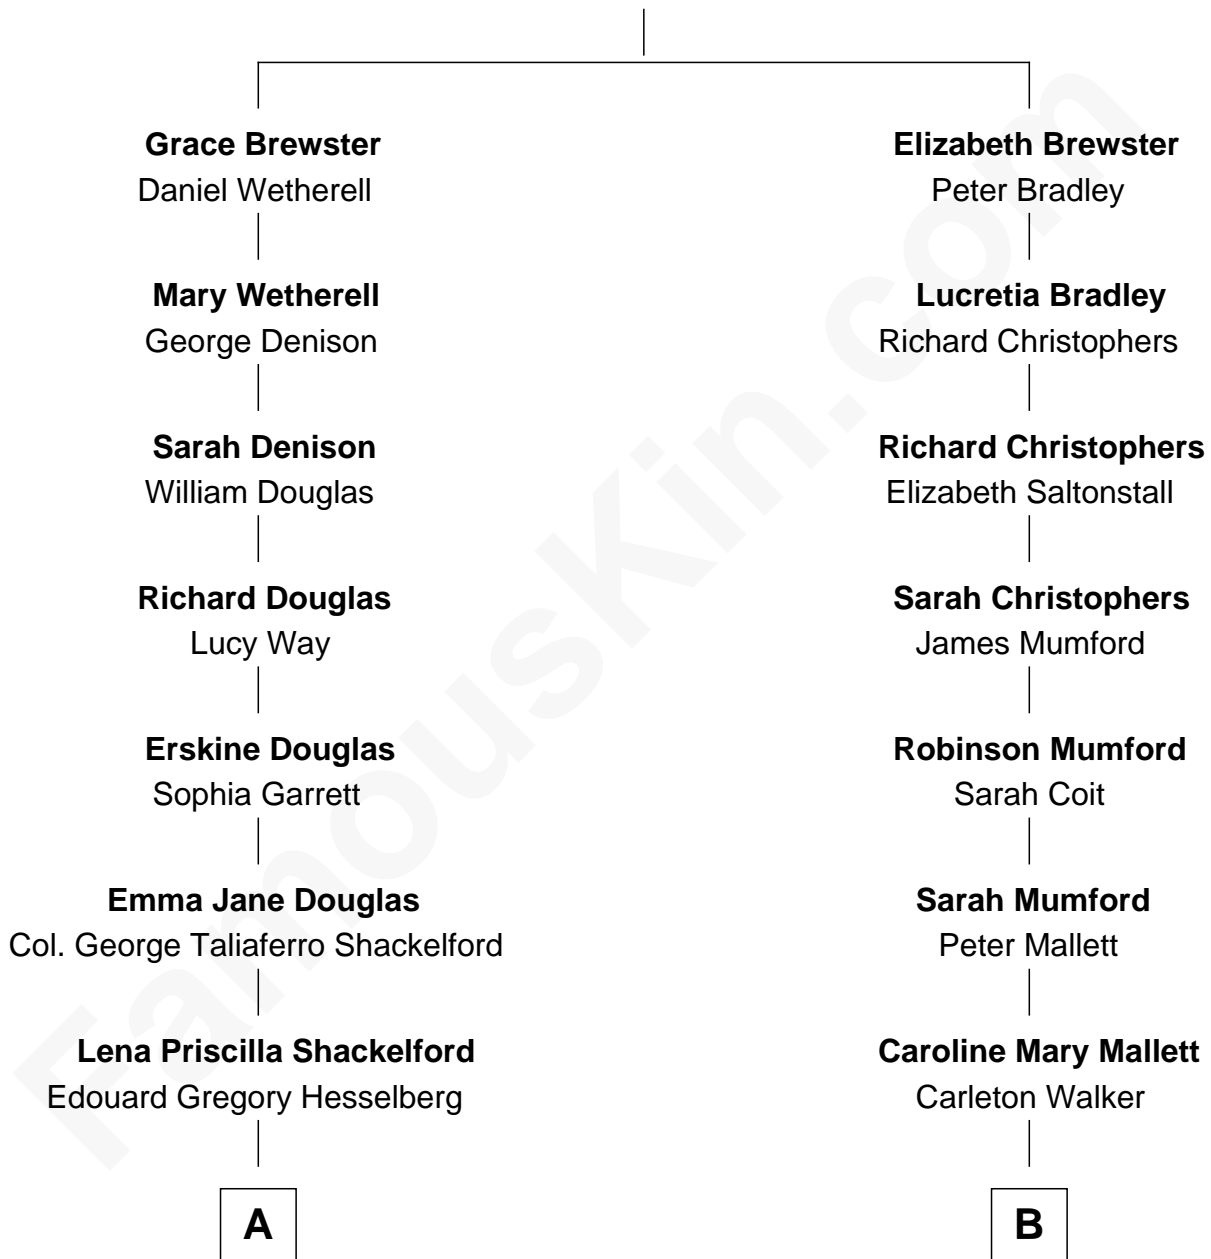 Grace Brewster
Daniel Wetherell
Mary Wetherell
George Denison
Sarah Denison
William Douglas
Richard Douglas
Lucy Way
Erskine Douglas
Sophia Garrett
Emma Jane Douglas
Col. George Taliaferro Shackelford
Lena Priscilla Shackelford
Edouard Gregory Hesselberg
A
Elizabeth Brewster
Peter Bradley
Lucretia Bradley
Richard Christophers
Richard Christophers
Elizabeth Saltonstall
Sarah Christophers
James Mumford
Robinson Mumford
Sarah Coit
Sarah Mumford
Peter Mallett
Caroline Mary Mallett
Carleton Walker
B
FamousKin.com